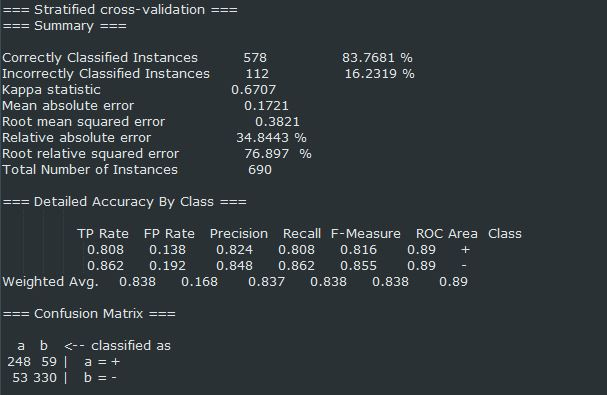 === Stratified cross-validation ===
=== Summary ===
Correctly Classified Instances 578 83.7681 %
Incorrectly Classified Instances 112 16.2319 %
Kappa statistic 0.6707
Mean absolute error 0.1721
Root mean squared error 0.3821
Relative absolute error 34.8443 %
Root relative squared error 76.897 %
Total Number of Instances 690
=== Detailed Accuracy By Class ===
TP Rate FP Rate Precision Recall F-Measure ROC Area Class
0.808 0.138 0.824 0.808 0.816 0.89 +
0.862 0.192 0.848 0.862 0.855 0.89 -
Weighted Avg. 0.838 0.168 0.837 0.838 0.838 0.89
=== Confusion Matrix ===
a b <-- classified as
248 59 | a = +
53 330 | b = -